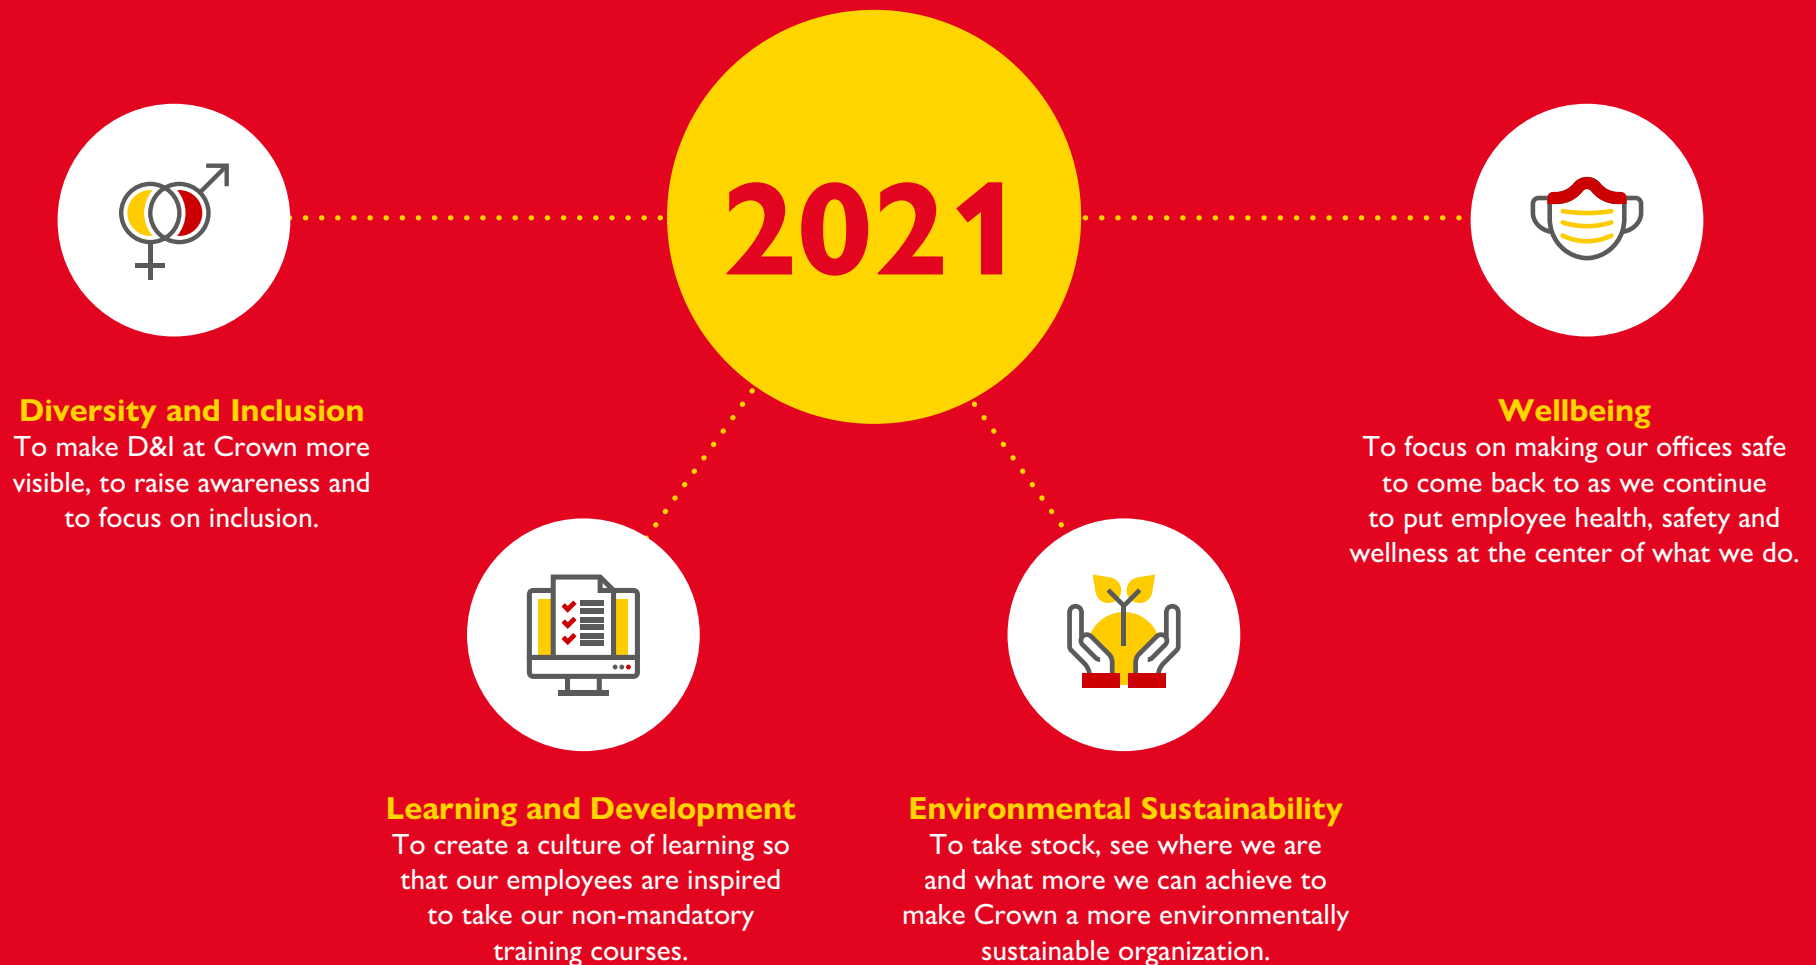 2021
Diversity and Inclusion
To make D&I at Crown more
visible, to raise awareness and
to focus on inclusion.
Learning and Development
To create a culture of learning so
that our employees are inspired
to take our non-mandatory
training courses.
Environmental Sustainability
To take stock, see where we are
and what more we can achieve to
make Crown a more environmentally
sustainable organization.
Wellbeing
To focus on making our offices safe
to come back to as we continue
to put employee health, safety and
wellness at the center of what we do.